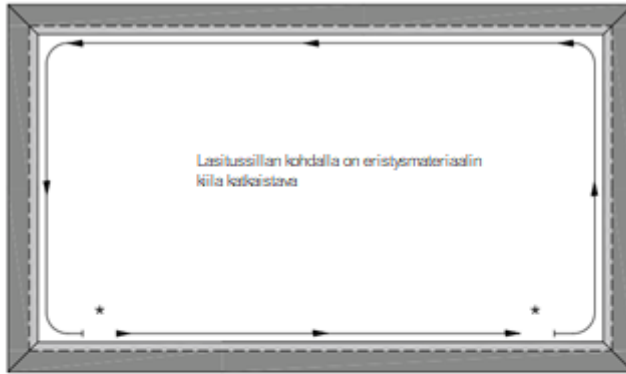 Lasitussillan kohdalla on eristysmateriaalin
kiila katkaistava
*
*